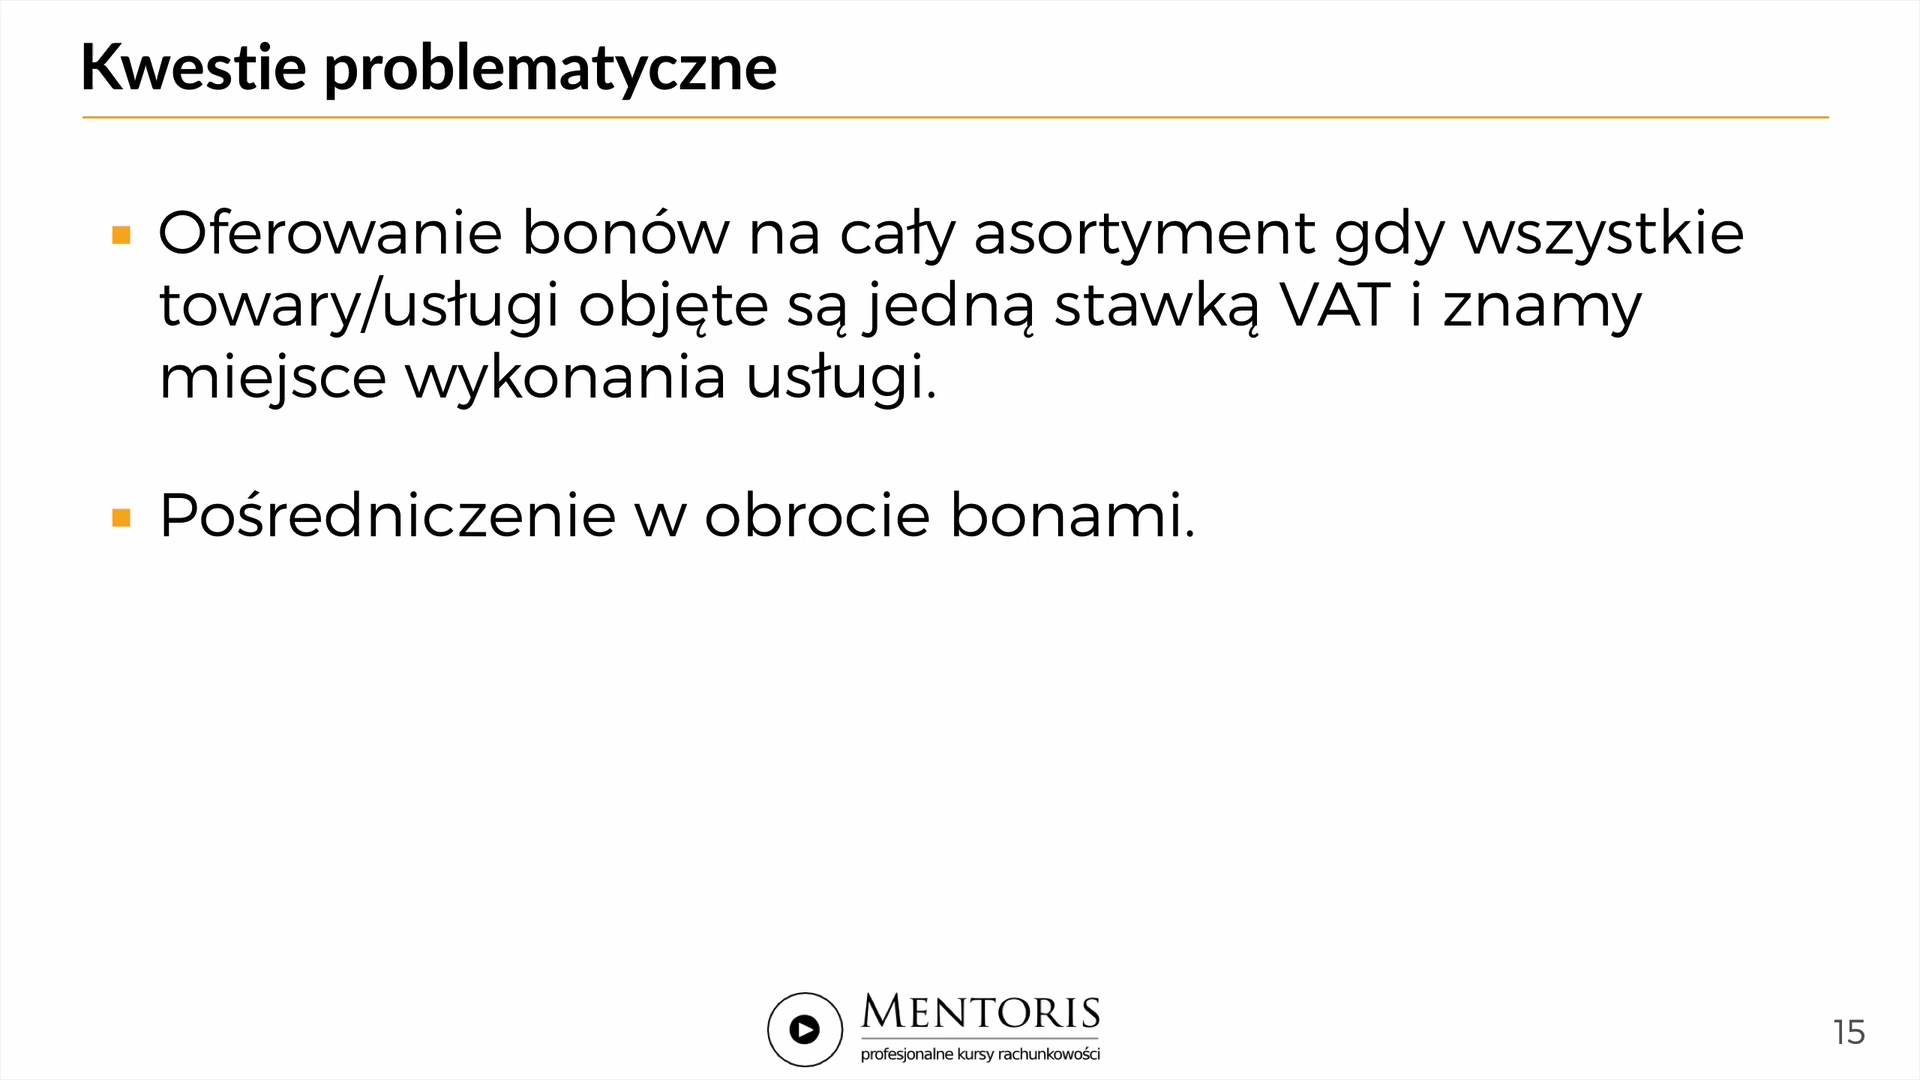 Kwestie problematyczne
Oferowanie bonów na cały asortyment gdy wszystkie
towary/usługi objęte są jedną stawką VAT i znamy
miejsce wykonania usługi.
Pośredniczenie w obrocie bonami.
MENTORIS
profesjonalne kursy rachunkowości
15